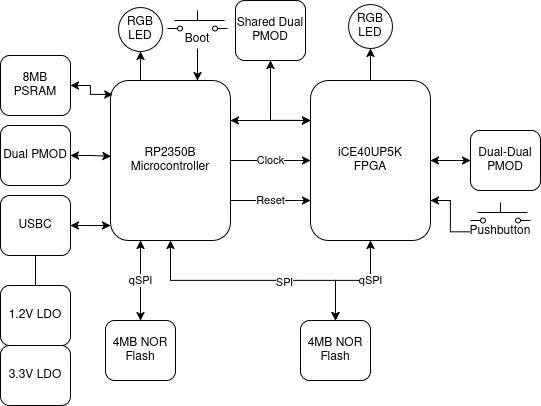 RGB
LED
Boot
Shared Dual
PMOD
RGB
LED
8MB
PSRAM
Dual PMOD
USBC
1.2V LDO
3.3V LDO
RP2350B
Microcontroller
Clock
Reset
iCE40UP5K
FPGA
Dual-Dual
PMOD
Pushbutton
qSPI
SPI
qSPI
4MB NOR
Flash
4MB NOR
Flash